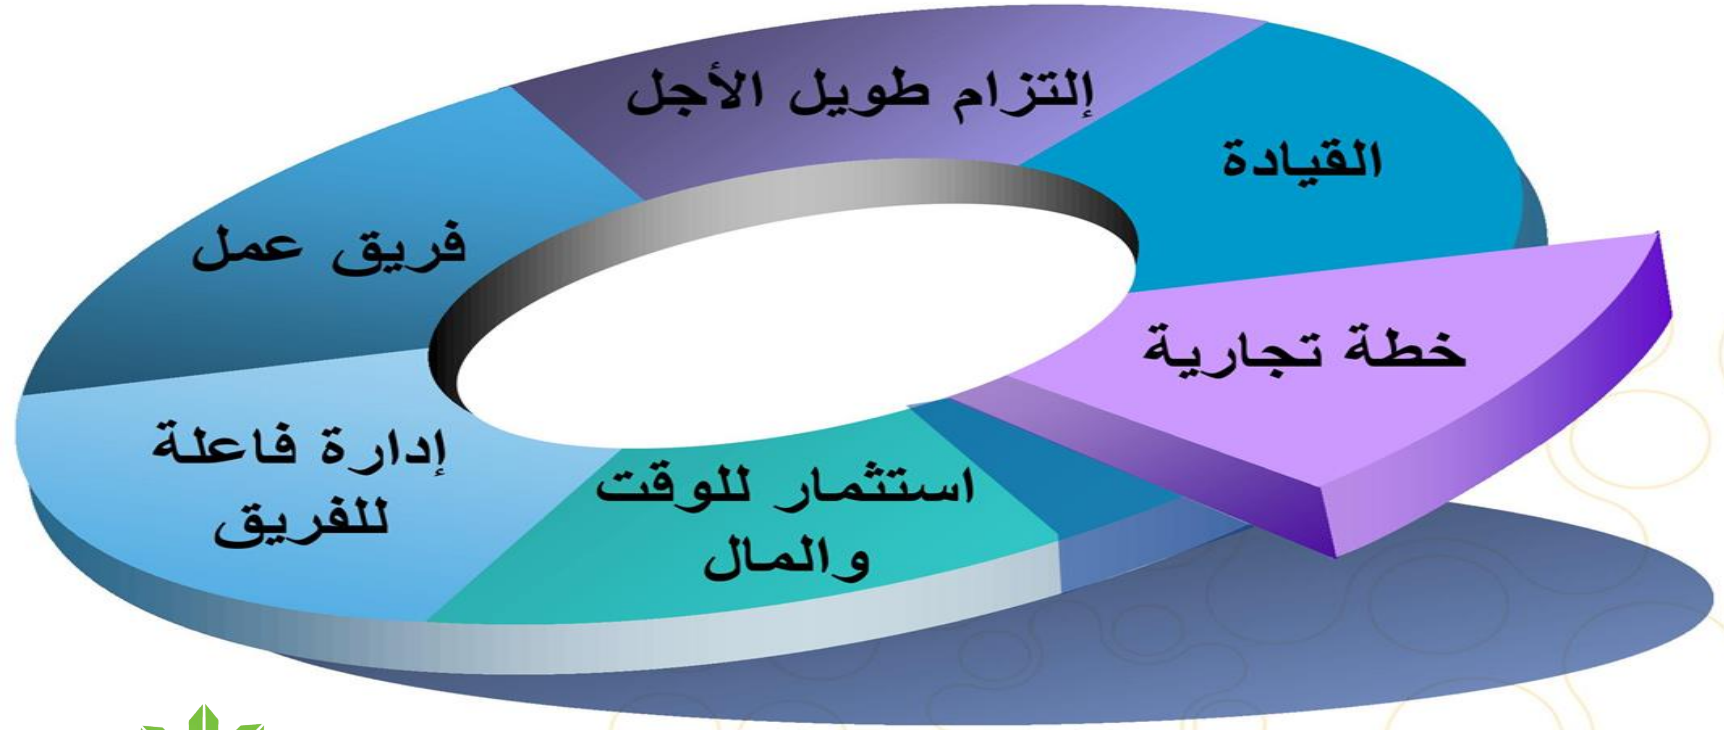 إلتزام طويل الأجل
القيادة
خطة تجارية
استثمار للوقت
والمال
إدارة فاعلة
للفريق
فريق عمل